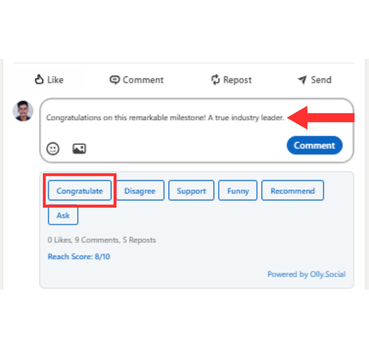 Like Comment Repost Send
Congratulations on this remarkable milestone! A true industry leader.
Comment
Congratulate Disagree Support Funny Recommend
Ask
0 Likes, 9 Comments, 5 Reposts
Reach Score: 8/10
Powered by Olly.Social